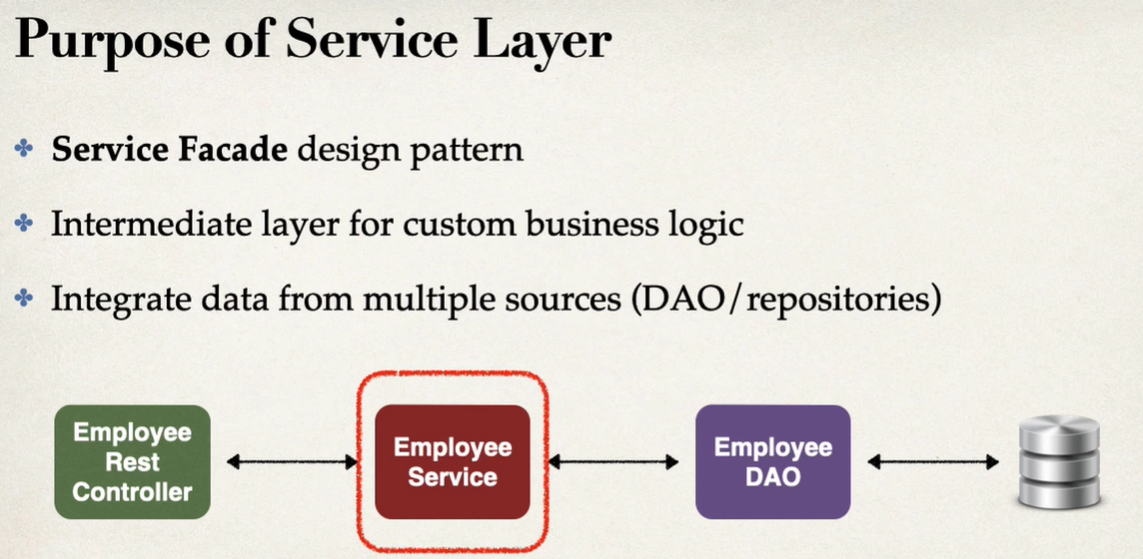 Purpose of Service Layer
Service Facade design pattern
Intermediate layer for custom business logic
Integrate data from multiple sources (DAO/repositories)
Employee
Rest
Controller
Employee
Service
Employee
DAO